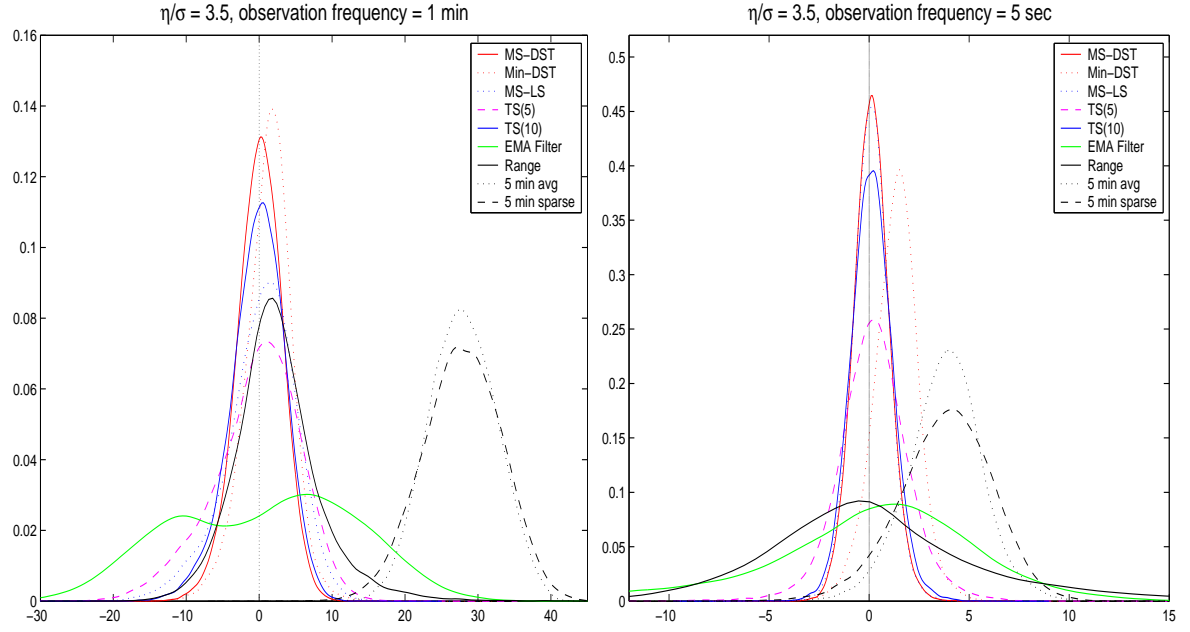 η/σ = 3.5, observation frequency = 1 min
0.16
0.14
0.12
0.1
0.08
0.06
0.04
0.02
0
−30
−20
−10
0
10
20
30
40
MS−DST
Min−DST
MS−LS
TS(5)
TS(10)
EMA Filter
Range
5 min avg
5 min sparse
η/σ = 3.5, observation frequency = 5 sec
0.5
0.45
0.4
0.35
0.3
0.25
0.2
0.15
0.1
0.05
0
−10
−5
0
5
10
15
MS−DST
Min−DST
MS−LS
TS(5)
TS(10)
EMA Filter
Range
5 min avg
5 min sparse